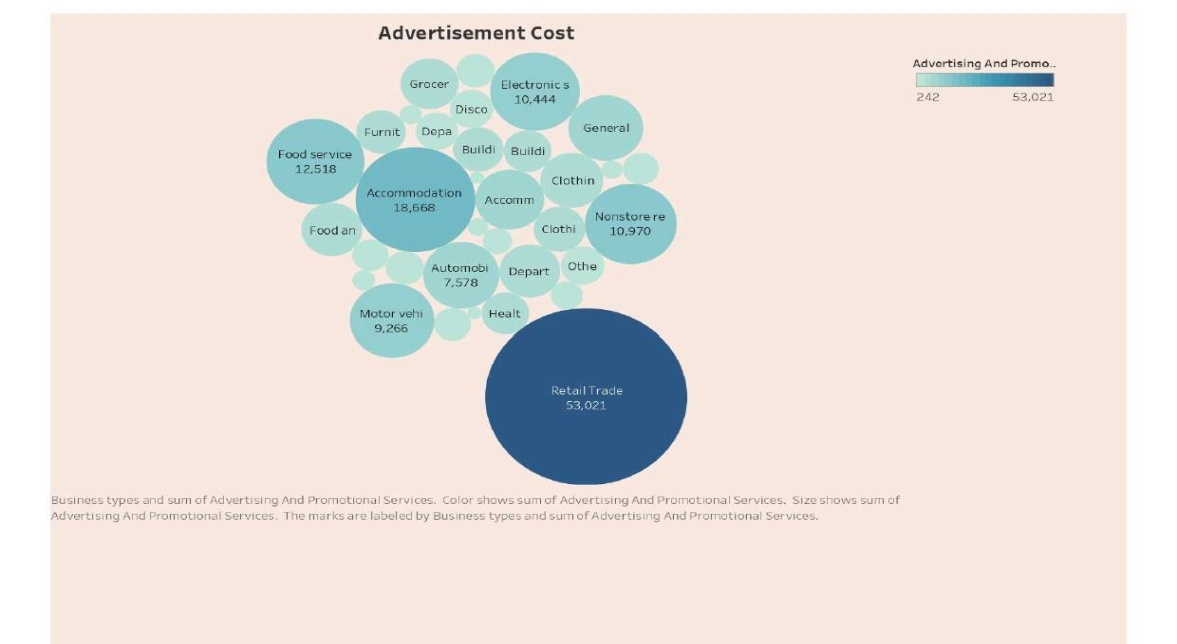 Advertisement Cost
Advertising And Promo..
242 53,021
Grocer
Electronic s
10,444
Disco
General
Furnit
Depa
Buildi
Buildi
Food service
12,518
Clothin
Accommodation
18,668
Accomm
Nonstore re
10,970
Food an
Clothi
Automobi
7,578
Depart
Othe
Motor vehi
9,266
Healt
Retail Trade
53,021
Business types and sum of Advertising And Promotional Services. Color shows sum of Advertising And Promotional Services. Size shows sum of
Advertising And Promotional Services. The marks are labeled by Business types and sum of Advertising And Promotional Services.